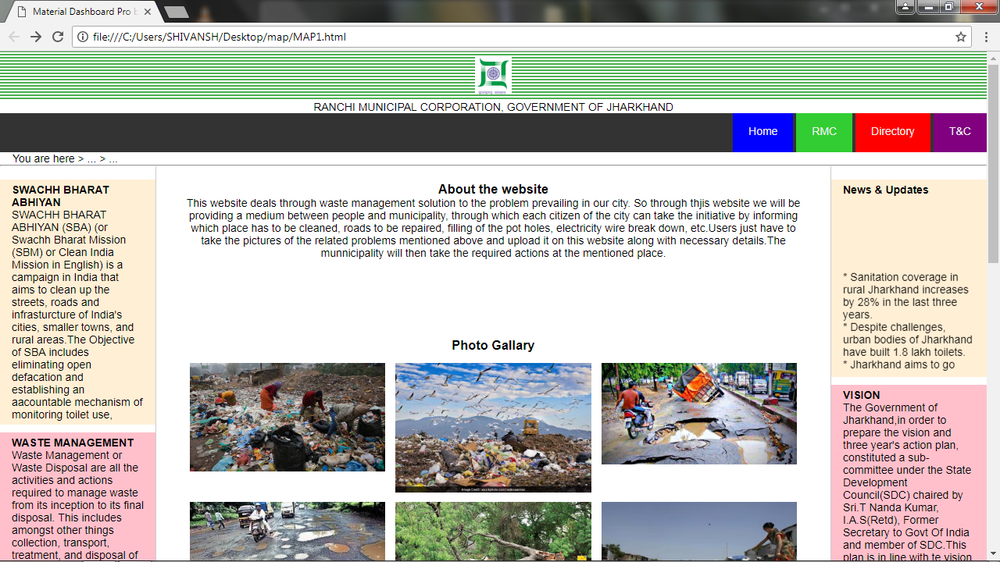 Material Dashboard Pro
file:///C:/Users/SHIVANSH/Desktop/map/MAP1.html
RANCHI MUNICIPAL CORPORATION, GOVERNMENT OF JHARKHAND
Home RMC Directory T&C
You are here > ... > ...
SWACHH BHARAT
ABHIYAN
SWACHH BHARAT
ABHIYAN (SBA) (or
Swachh Bharat Mission
(SBM) or Clean India
Mission in English) is a
campaign in India that
aims to clean up the
streets, roads and
infrasturcture of India's
cities, smaller towns, and
rural areas.The Objective
of SBA includes
eliminating open
defacation and
establishing an
aacountable mechanism of
monitoring toilet use,
WASTE MANAGEMENT
Waste Management or
Waste Disposal are all the
activities and actions
required to manage waste
from its inception to its final
disposal. This includes
amongst other things
collection, transport,
treatment, and disposal of
About the website
This website deals through waste management solution to the problem prevailing in our city. So through thjis website we will be
providing a medium between people and municipality, through which each citizen of the city can take the initiative by informing
which place has to be cleaned, roads to be repaired, filling of the pot holes, electricity wire break down, etc.Users just have to
take the pictures of the related problems mentioned above and upload it on this website along with necessary details.The
munnicipality will then take the required actions at the mentioned place.
Photo Gallary
News & Updates
* Sanitation coverage in
rural Jharkhand increases
by 28% in the last three
years.
* Despite challenges,
urban bodies of Jharkhand
have built 1.8 lakh toilets.
* Jharkhand aims to go
VISION
The Government of
Jharkhand,in order to
prepare the vision and
three year's action plan,
constituted a sub-
committee under the State
Development
Council(SDC) chaired by
Sri.T Nanda Kumar,
I.A.S(Retd), Former
Secretary to Govt Of India
and member of SDC.This
plan is in line with te vision